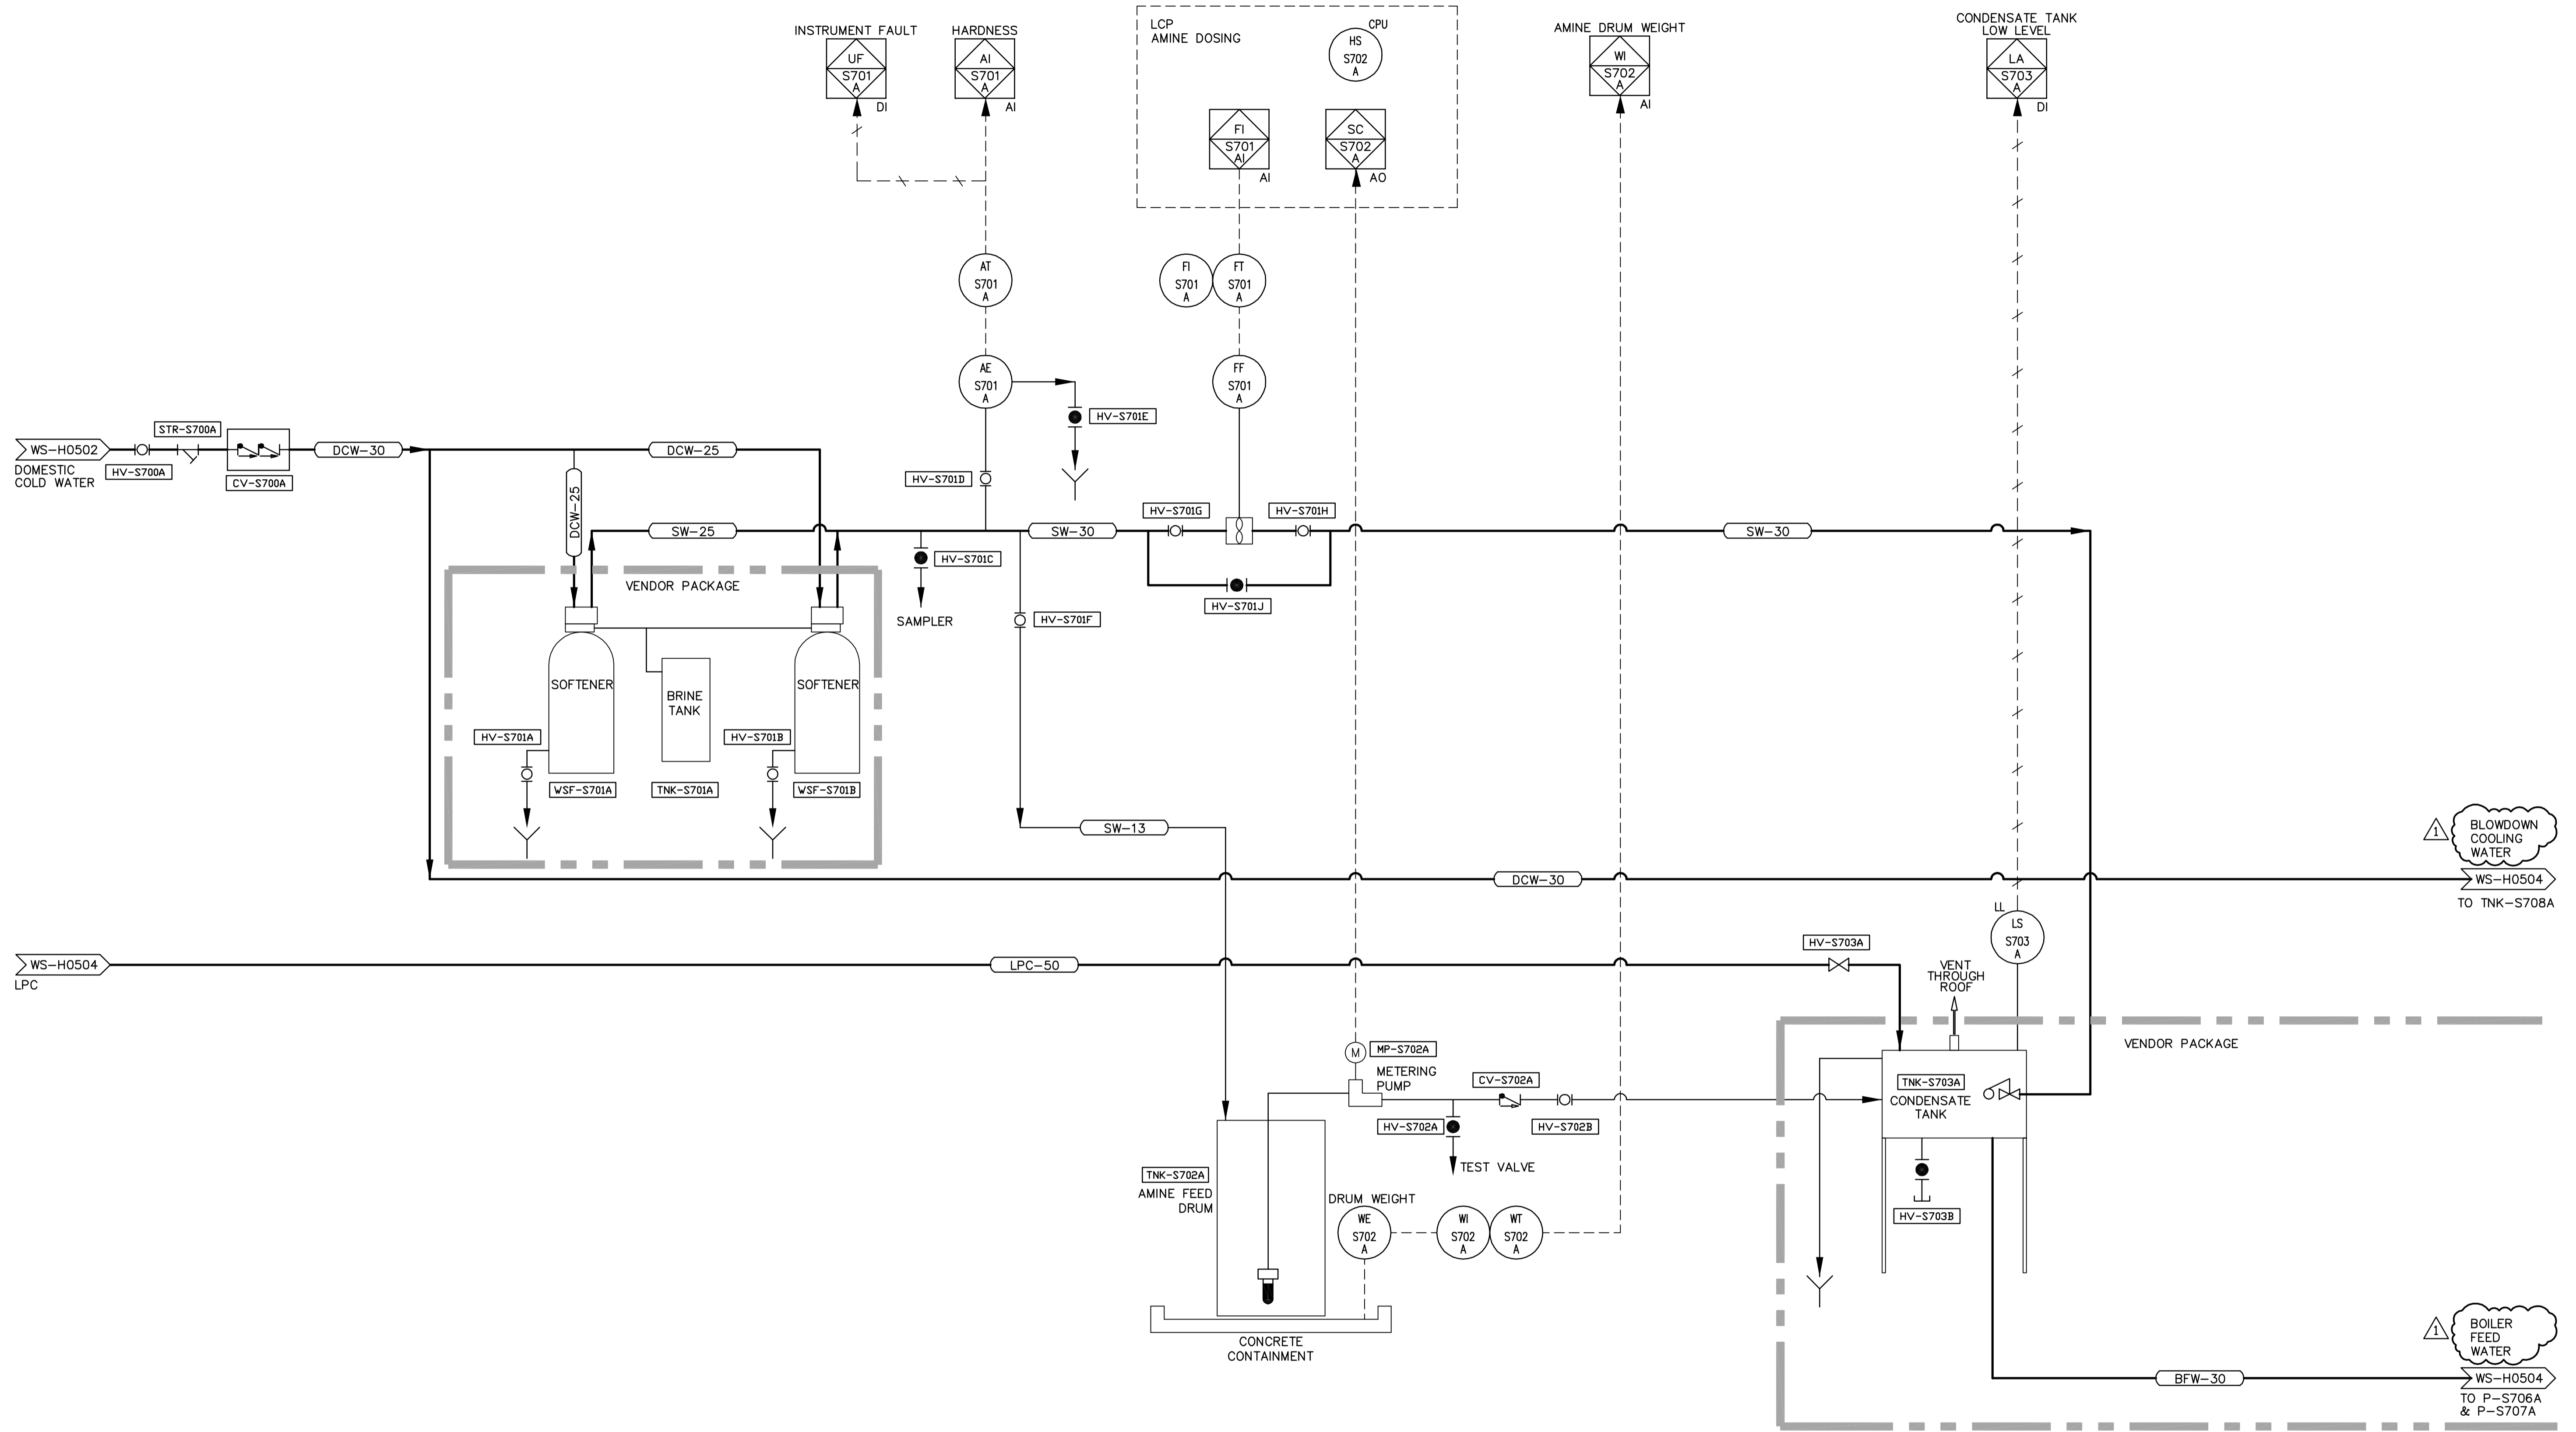 INSTRUMENT FAULT
UF
S701
A
DI
HARDNESS
AI
S701
A
AI
LCP
AMINE DOSING
CPU
HS
S702
A
FI
S701
AI
AI
SC
S702
A
AO
AMINE DRUM WEIGHT
WI
S702
A
AI
CONDENSATE TANK
LOW LEVEL
LA
S703
A
DI
AT
S701
A
FI
S701
A
FT
S701
A
AE
S701
A
FF
S701
A
HV-S701E
STR-S700A
WS-H0502
DOMESTIC
COLD WATER
HV-S700A
CV-S700A
DCW-30
DCW-25
DCW-25
HV-S701D
SW-25
HV-S701C
SAMPLER
SW-30
HV-S701G
HV-S701H
HV-S701J
SW-30
HV-S701F
VENDOR PACKAGE
SOFTENER
BRINE
TANK
SOFTENER
HV-S701A
HV-S701B
WSF-S701A
TNK-S701A
WSF-S701B
SW-13
1
BLOWDOWN
COOLING
WATER
DCW-30
WS-H0504
TO TNK-S708A
LL
LS
S703
A
WS-H0504
LPC
LPC-50
HV-S703A
VENT
THROUGH
ROOF
VENDOR PACKAGE
M
MP-S702A
METERING
PUMP
CV-S702A
HV-S702A
HV-S702B
TEST VALVE
TNK-S703A
CONDENSATE
TANK
HV-S703B
TNK-S702A
AMINE FEED
DRUM
DRUM WEIGHT
WE
S702
A
WI
S702
A
WT
S702
A
CONCRETE
CONTAINMENT
1
BOILER
FEED
WATER
BFW-30
WS-H0504
TO P-S706A
& P-S707A